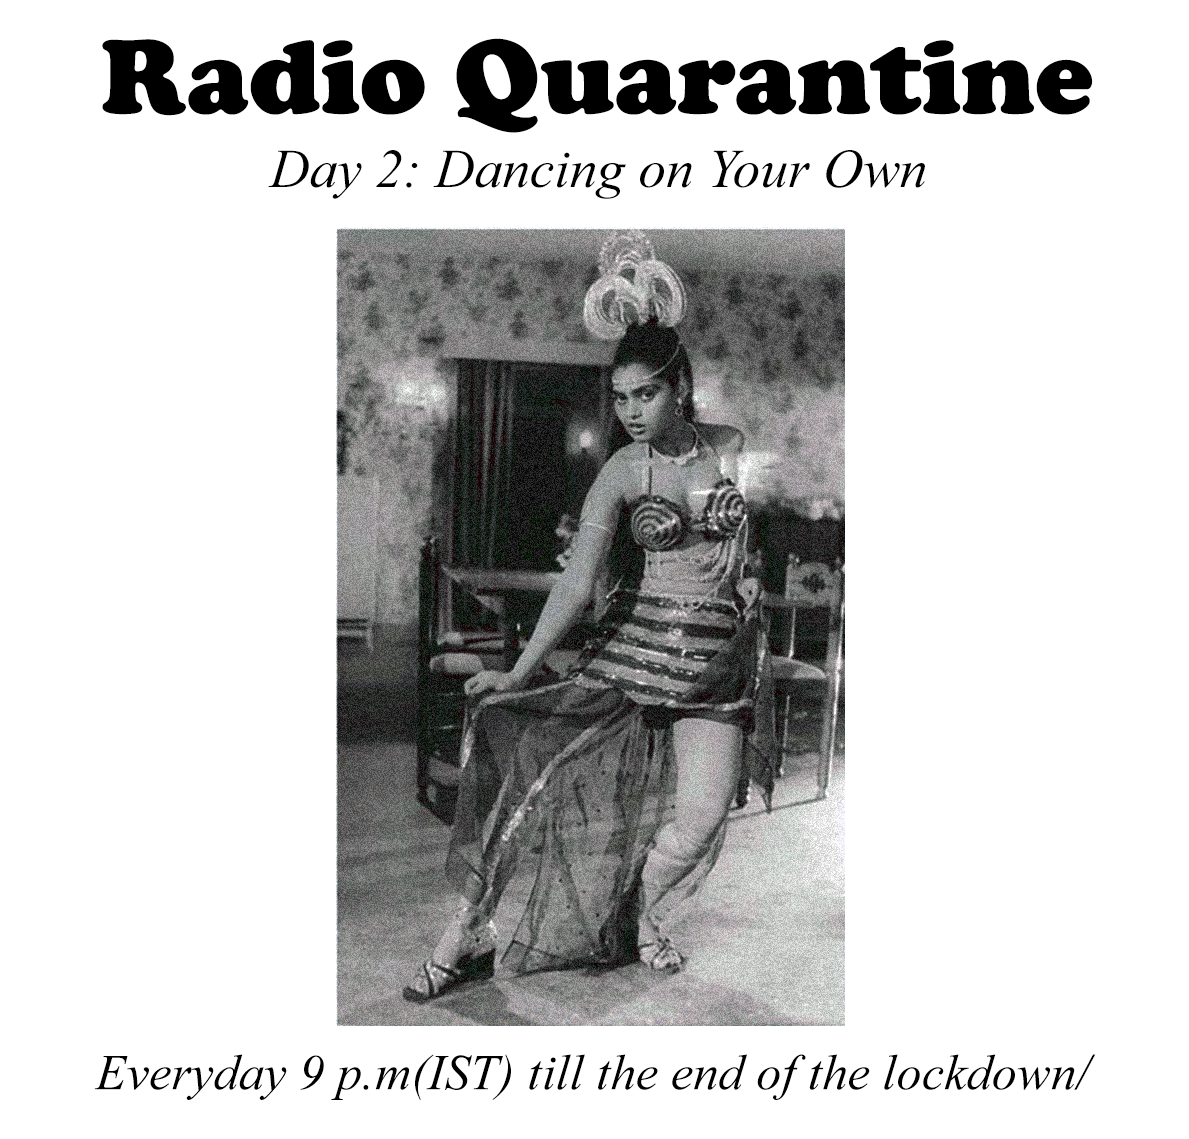 Radio Quarantine
Day 2: Dancing on Your Own
Everyday 9 p.m(IST) till the end of the lockdown/